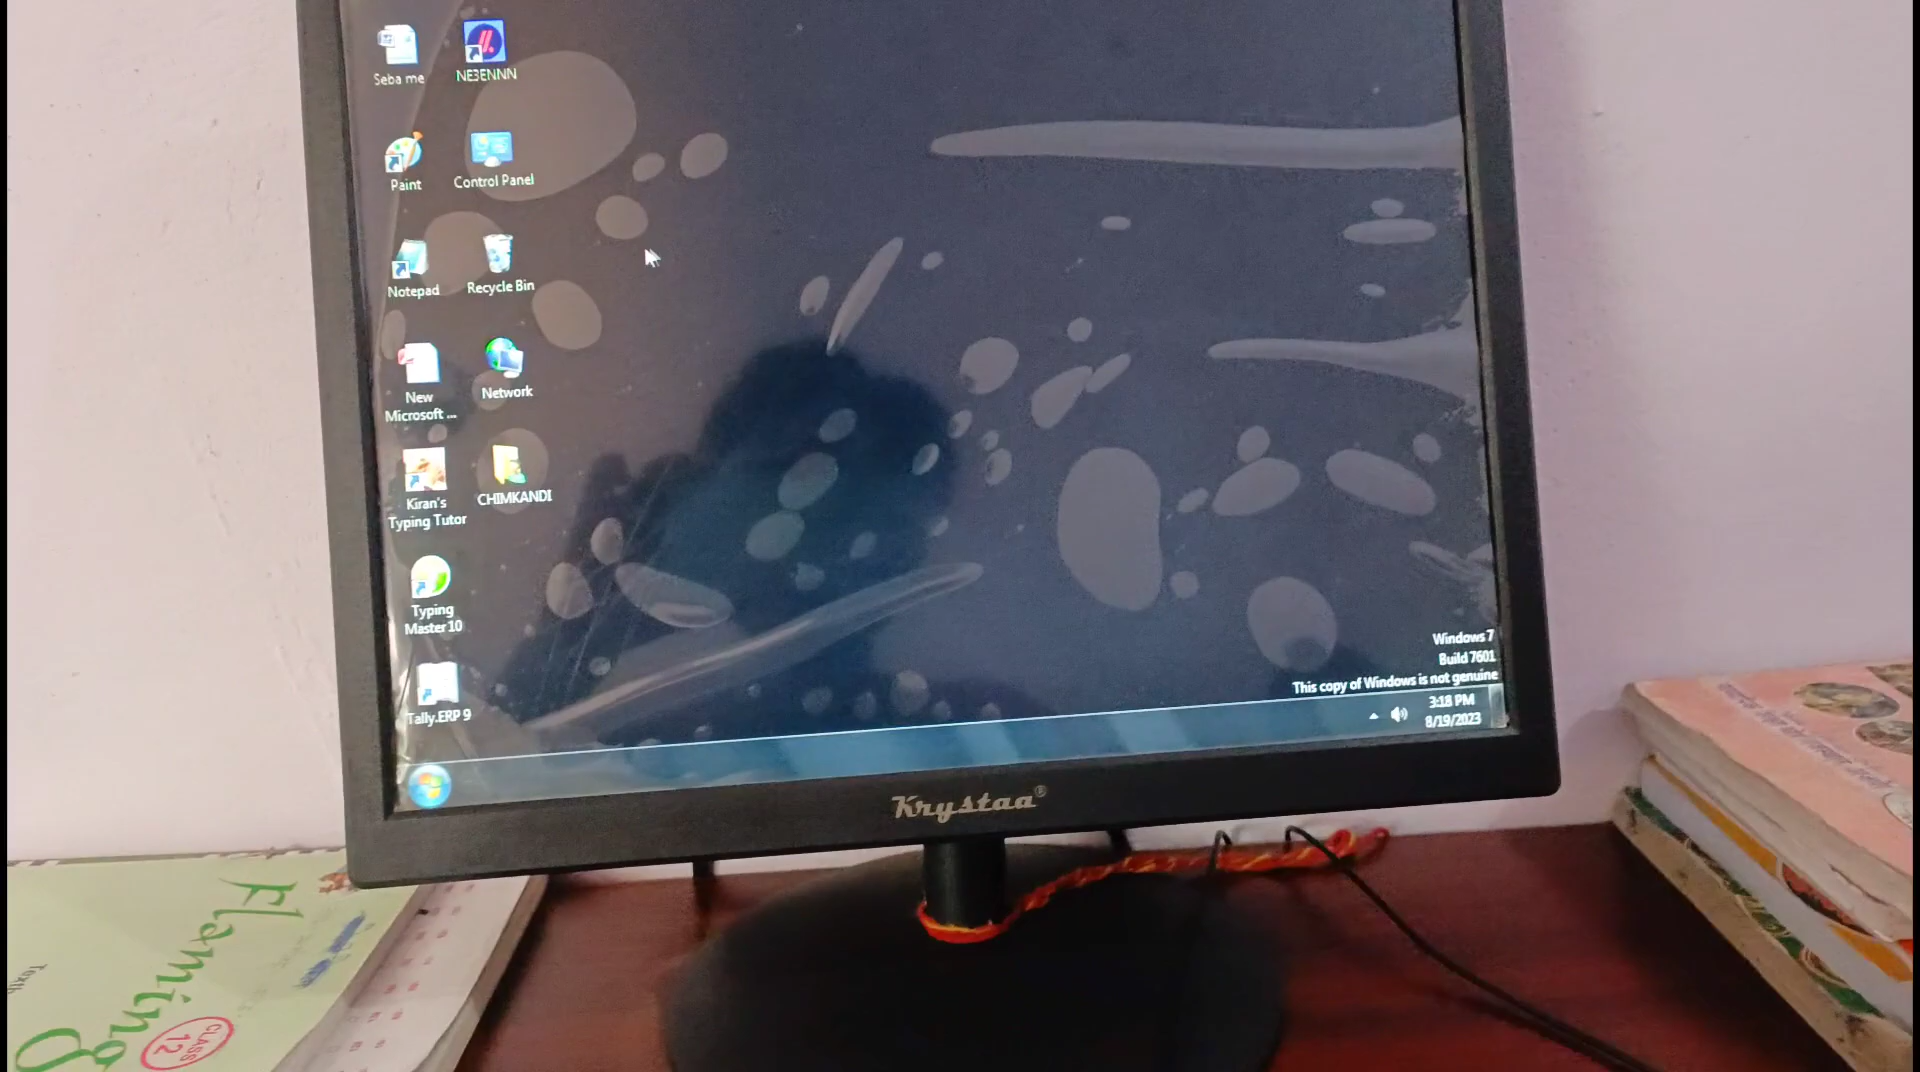 Seba me
NE3ENNN
Paint
Control Panel
Notepad
Recycle Bin
New
Microsoft ...
Network
Kiran's
Typing Tutor
CHIMKANDI
Typing
Master 10
Tally.ERP 9
Windows 7
Build 7601
This copy of Windows is not genuine
3:18 PM
8/19/2023
Krystaa®
Flamingo
CLASS
12